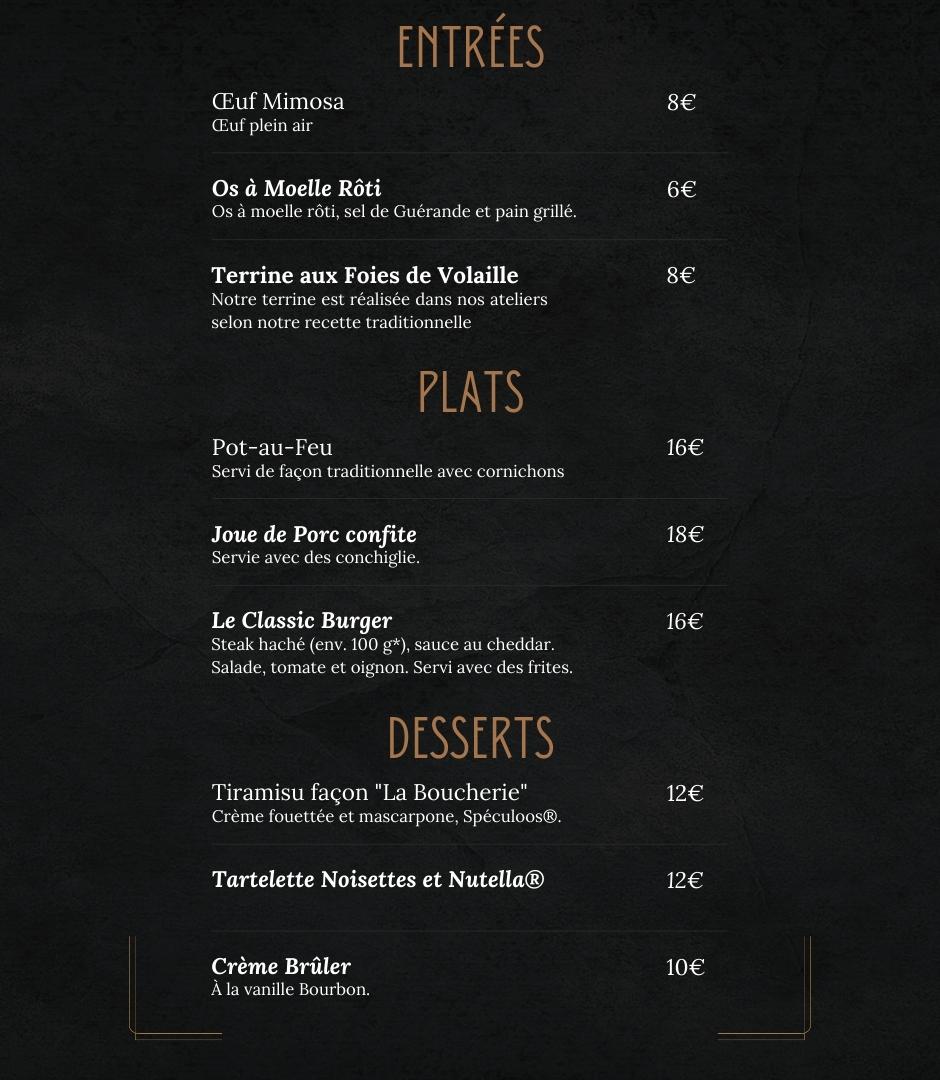 ENTRÉES
Œuf Mimosa 8€
Œuf plein air
Os à Moelle Rôti 6€
Os à moelle rôti, sel de Guérande et pain grillé.
Terrine aux Foies de Volaille 8€
Notre terrine est réalisée dans nos ateliers
selon notre recette traditionnelle
PLATS
Pot-au-Feu 16€
Servi de façon traditionnelle avec cornichons
Joue de Porc confite 18€
Servie avec des conchiglie.
Le Classic Burger 16€
Steak haché (env. 100 g*), sauce au cheddar.
Salade, tomate et oignon. Servi avec des frites.
DESSERTS
Tiramisu façon "La Boucherie" 12€
Crème fouettée et mascarpone, Spéculoos®.
Tartelette Noisettes et Nutella® 12€
Crème Brûler 10€
À la vanille Bourbon.